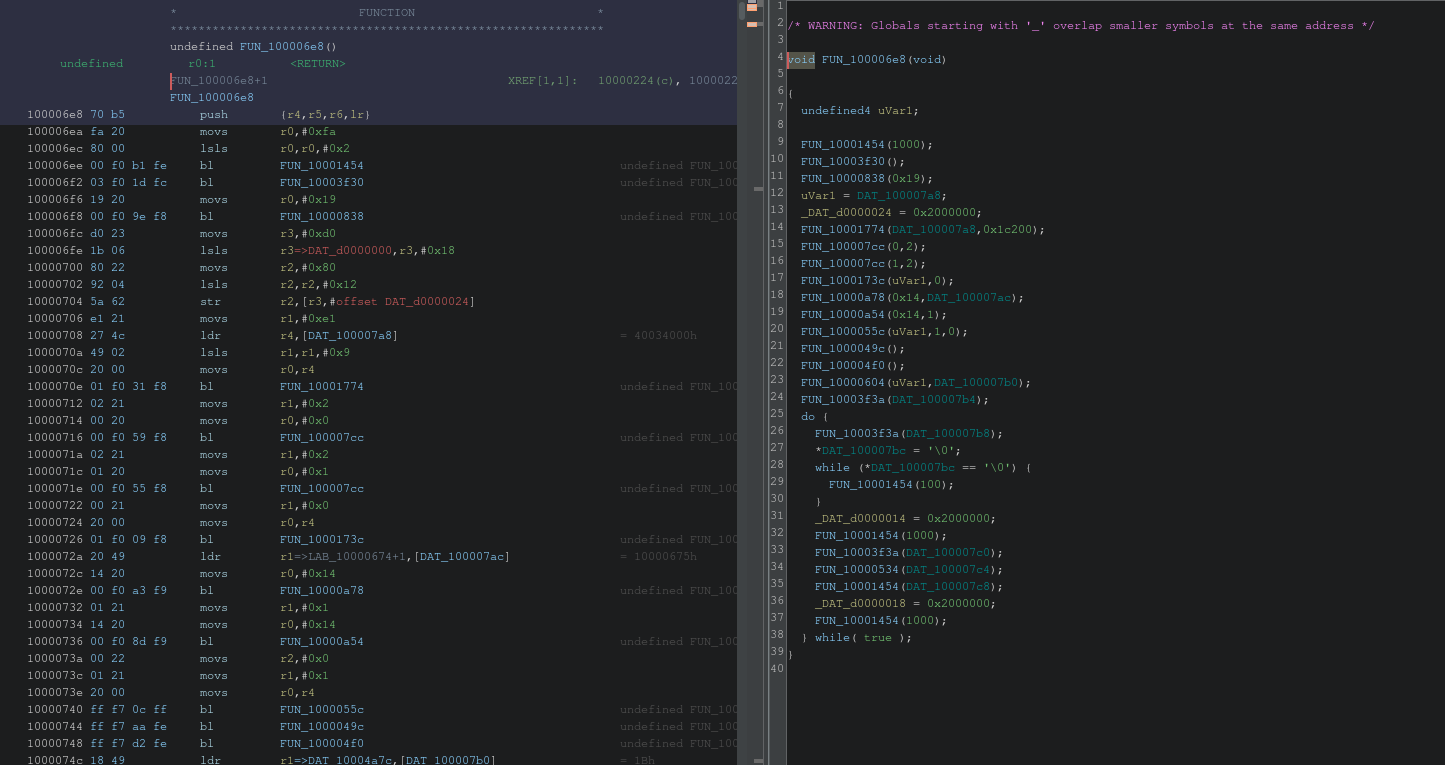 * FUNCTION *
**************************************************************
undefined FUN_100006e8()
undefined r0:1 <RETURN>
FUN_100006e8+1 XREF[1,1]: 10000224(c), 1000022
FUN_100006e8
100006e8 70 b5 push {r4,r5,r6,lr}
100006ea fa 20 movs r0,#0xfa
100006ec 80 00 lsls r0,r0,#0x2
100006ee 00 f0 b1 fe bl FUN_10001454 undefined FUN_100
100006f2 03 f0 1d fc bl FUN_10003f30 undefined FUN_100
100006f6 19 20 movs r0,#0x19
100006f8 00 f0 9e f8 bl FUN_10000838 undefined FUN_100
100006fc d0 23 movs r3,#0xd0
100006fe 1b 06 lsls r3=>DAT_d0000000,r3,#0x18
10000700 80 22 movs r2,#0x80
10000702 92 04 lsls r2,r2,#0x12
10000704 5a 62 str r2,[r3,#offset DAT_d0000024]
10000706 e1 21 movs r1,#0xe1
10000708 27 4c ldr r4,[DAT_100007a8] = 40034000h
1000070a 49 02 lsls r1,r1,#0x9
1000070c 20 00 movs r0,r4
1000070e 01 f0 31 f8 bl FUN_10001774 undefined FUN_100
10000712 02 21 movs r1,#0x2
10000714 00 20 movs r0,#0x0
10000716 00 f0 59 f8 bl FUN_100007cc undefined FUN_100
1000071a 02 21 movs r1,#0x2
1000071c 01 20 movs r0,#0x1
1000071e 00 f0 55 f8 bl FUN_100007cc undefined FUN_100
10000722 00 21 movs r1,#0x0
10000724 20 00 movs r0,r4
10000726 01 f0 09 f8 bl FUN_1000173c undefined FUN_100
1000072a 20 49 ldr r1=>LAB_10000674+1,[DAT_100007ac] = 10000675h
1000072c 14 20 movs r0,#0x14
1000072e 00 f0 a3 f9 bl FUN_10000a78 undefined FUN_100
10000732 01 21 movs r1,#0x1
10000734 14 20 movs r0,#0x14
10000736 00 f0 8d f9 bl FUN_10000a54 undefined FUN_100
1000073a 00 22 movs r2,#0x0
1000073c 01 21 movs r1,#0x1
1000073e 20 00 movs r0,r4
10000740 ff f7 0c ff bl FUN_1000055c undefined FUN_100
10000744 ff f7 aa fe bl FUN_1000049c undefined FUN_100
10000748 ff f7 d2 fe bl FUN_100004f0 undefined FUN_100
1000074c 18 49 ldr r1=>DAT_10004a7c,[DAT_100007b0] = 1Bh
1
2 /* WARNING: Globals starting with '_' overlap smaller symbols at the same address */
3
4 void FUN_100006e8(void)
5
6 {
7 undefined4 uVar1;
8
9 FUN_10001454(1000);
10 FUN_10003f30();
11 FUN_10000838(0x19);
12 uVar1 = DAT_100007a8;
13 _DAT_d0000024 = 0x2000000;
14 FUN_10001774(DAT_100007a8,0x1c200);
15 FUN_100007cc(0,2);
16 FUN_100007cc(1,2);
17 FUN_1000173c(uVar1,0);
18 FUN_10000a78(0x14,DAT_100007ac);
19 FUN_10000a54(0x14,1);
20 FUN_1000055c(uVar1,1,0);
21 FUN_1000049c();
22 FUN_100004f0();
23 FUN_10000604(uVar1,DAT_100007b0);
24 FUN_10003f3a(DAT_100007b4);
25 do {
26 FUN_10003f3a(DAT_100007b8);
27 *DAT_100007bc = '\0';
28 while (*DAT_100007bc == '\0') {
29 FUN_10001454(100);
30 }
31 _DAT_d0000014 = 0x2000000;
32 FUN_10001454(1000);
33 FUN_10003f3a(DAT_100007c0);
34 FUN_10000534(DAT_100007c4);
35 FUN_10001454(DAT_100007c8);
36 _DAT_d0000018 = 0x2000000;
37 FUN_10001454(1000);
38 } while( true );
39 }
40